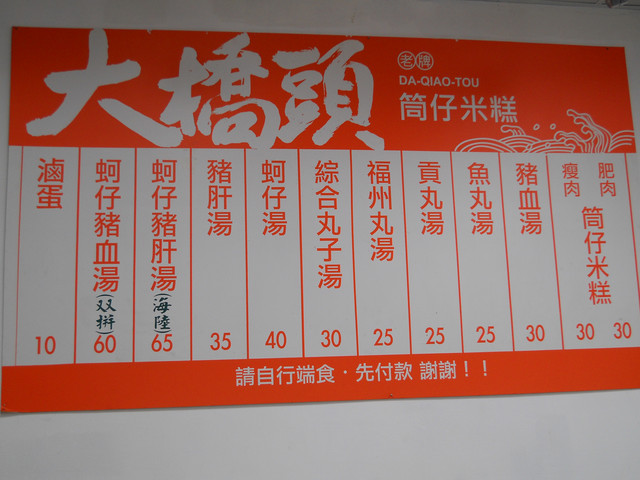 大橋頭
老牌
DA-QIAO-TOU
筒仔米糕
肥肉 瘦肉 筒仔米糕 30 30
豬血湯 30
魚丸湯 25
貢丸湯 25
福州丸湯 25
綜合丸子湯 30
蚵仔湯 40
豬肝湯 35
蚵仔豬肝湯(海陸) 65
蚵仔豬血湯(双拼) 60
滷蛋 10
請自行端食·先付款 謝謝!!